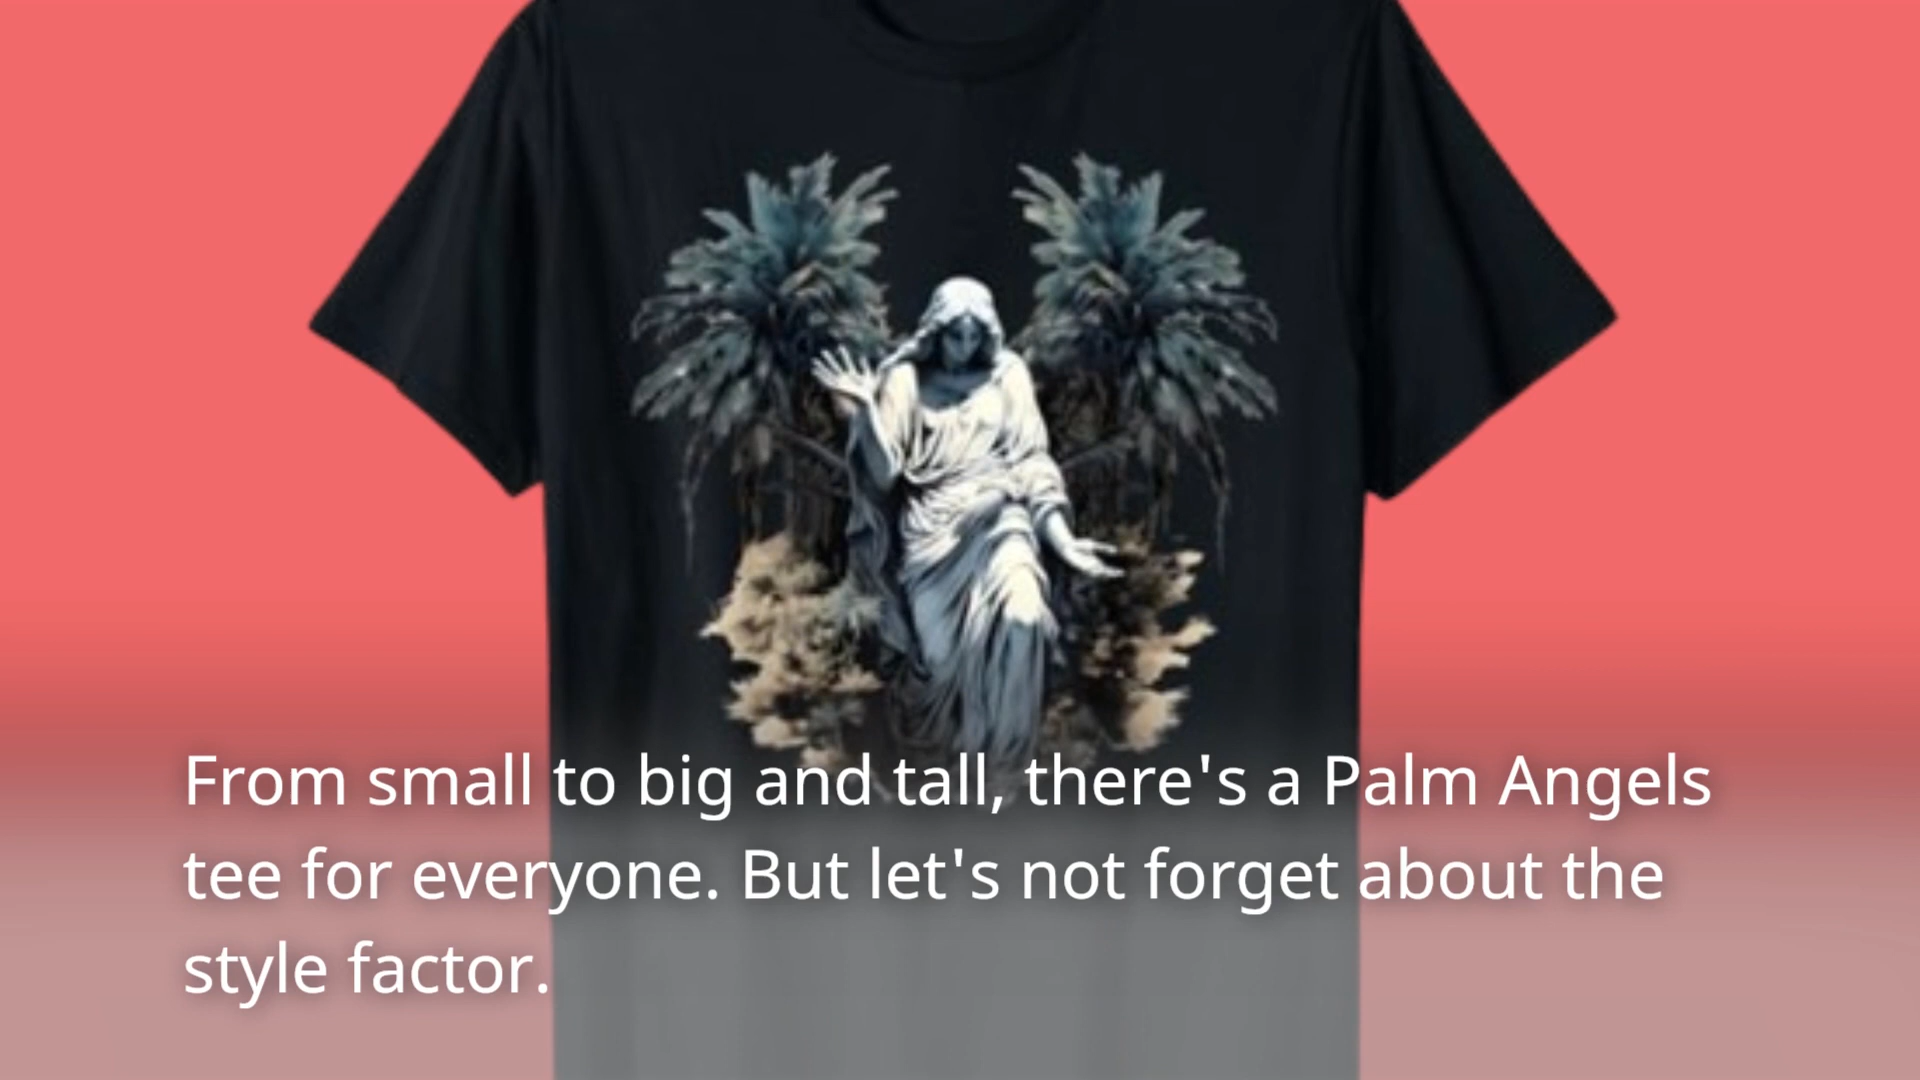 From small to big and tall, there's a Palm Angels
tee for everyone. But let's not forget about the
style factor.